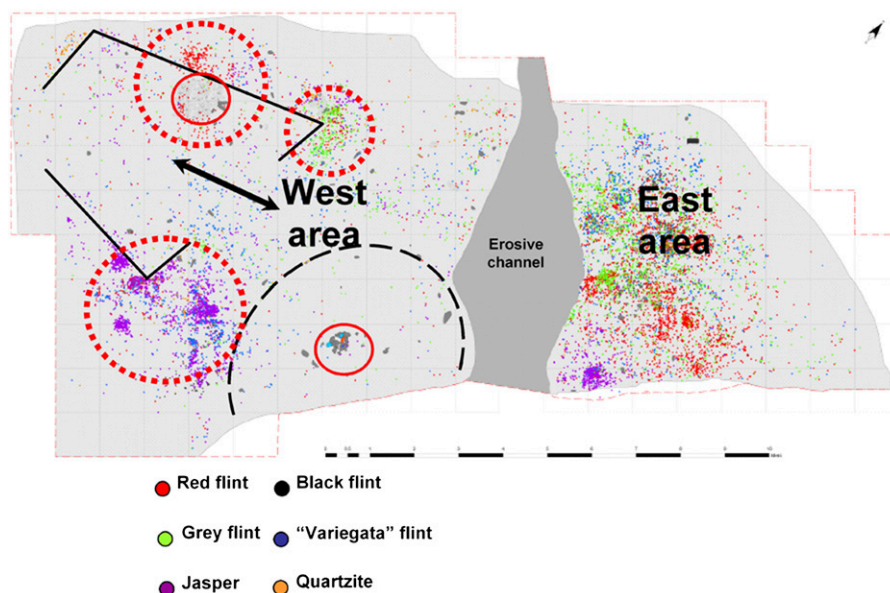 West
area
East
area
Erosive
channel
Red flint
Black flint
Grey flint
“Variegata” flint
Jasper
Quartzite